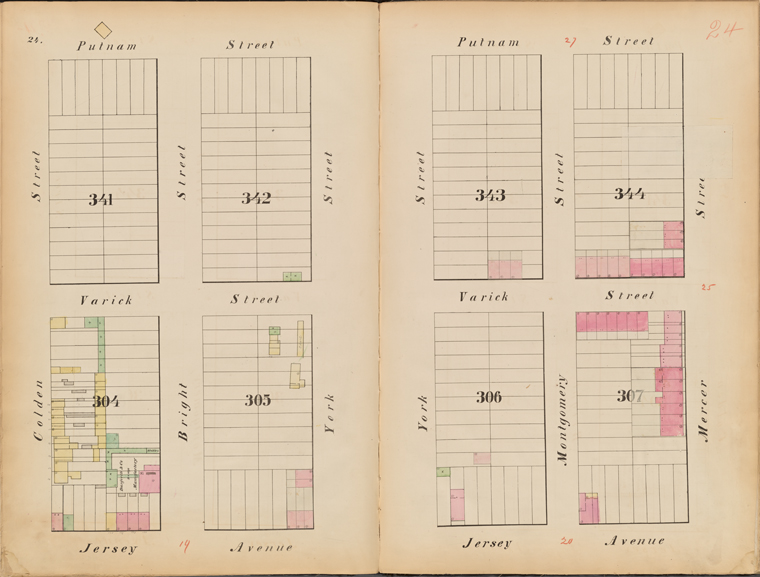 24.
Putnam Street
Putnam 27 Street
24
Street
Street
Street
Street
Street
Stree
341
342
343
344
Varick Street
Varick Street
25
Colden
304
Bright
305
York
York
306
Montgomery
307
Mercer
Jersey 19 Avenue
Jersey 20 Avenue